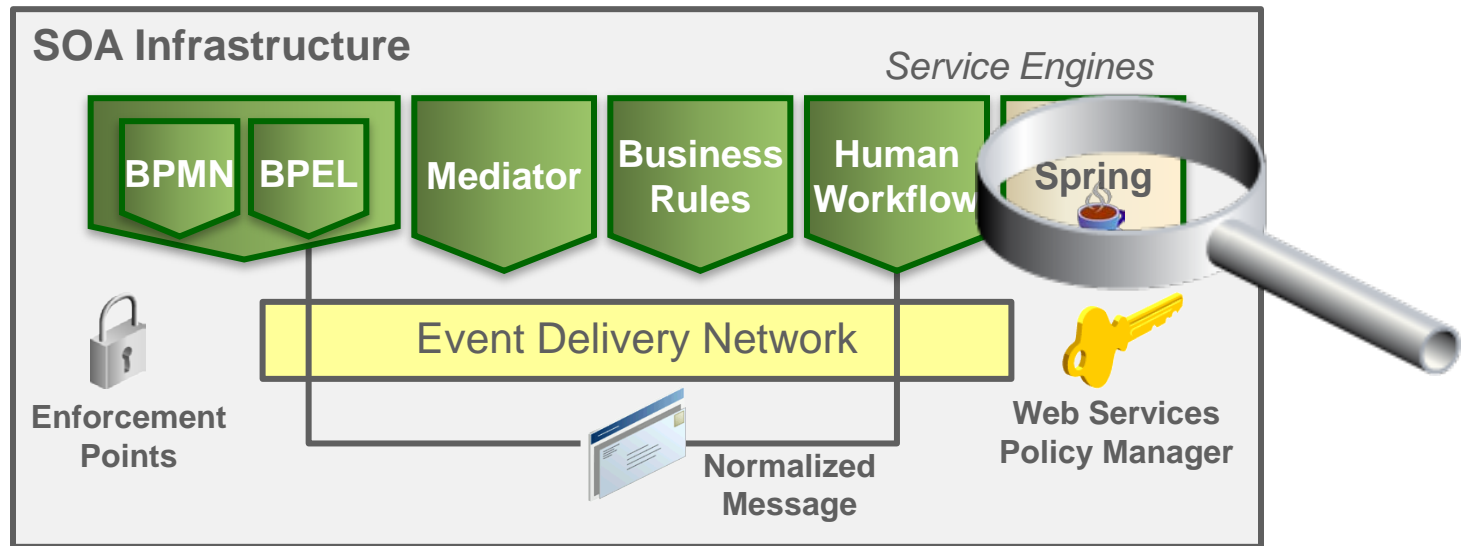 SOA Infrastructure
Service Engines
BPMN
BPEL
Mediator
Business
Rules
Human
Workflow
Spring
Event Delivery Network
Enforcement
Points
Normalized
Message
Web Services
Policy Manager